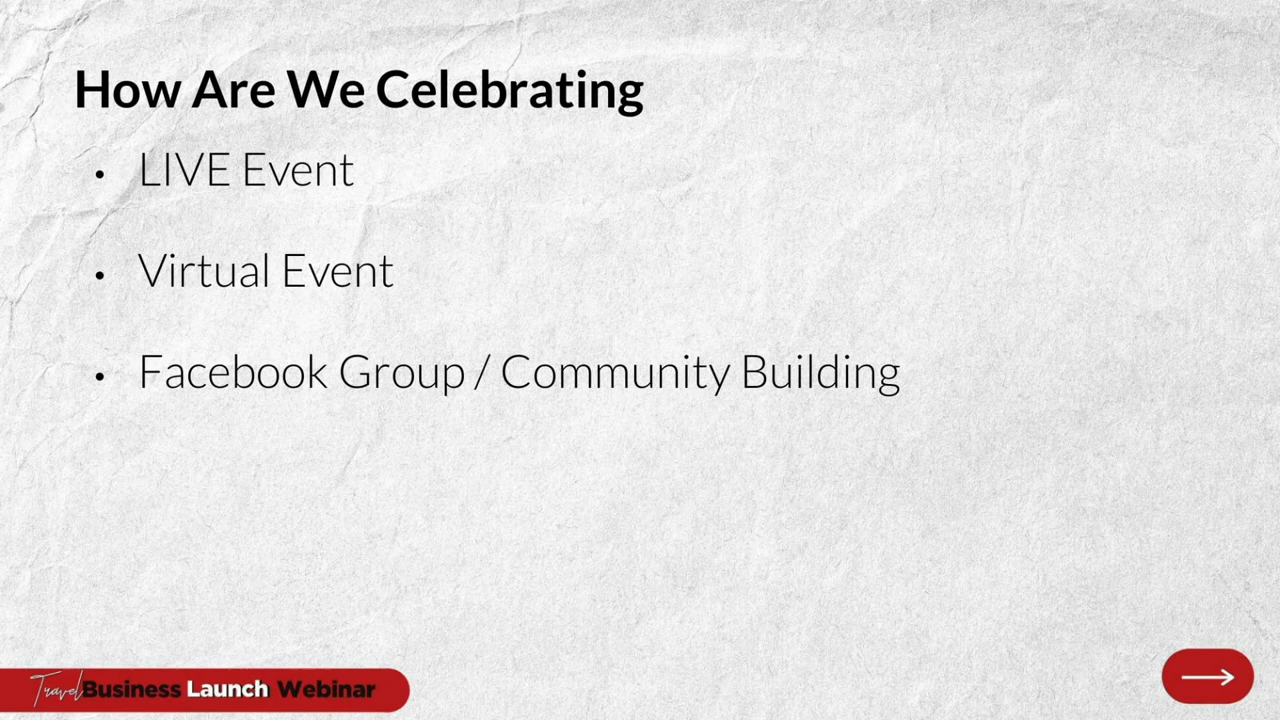 How Are We Celebrating
• LIVE Event
• Virtual Event
• Facebook Group / Community Building
Travel Business Launch Webinar